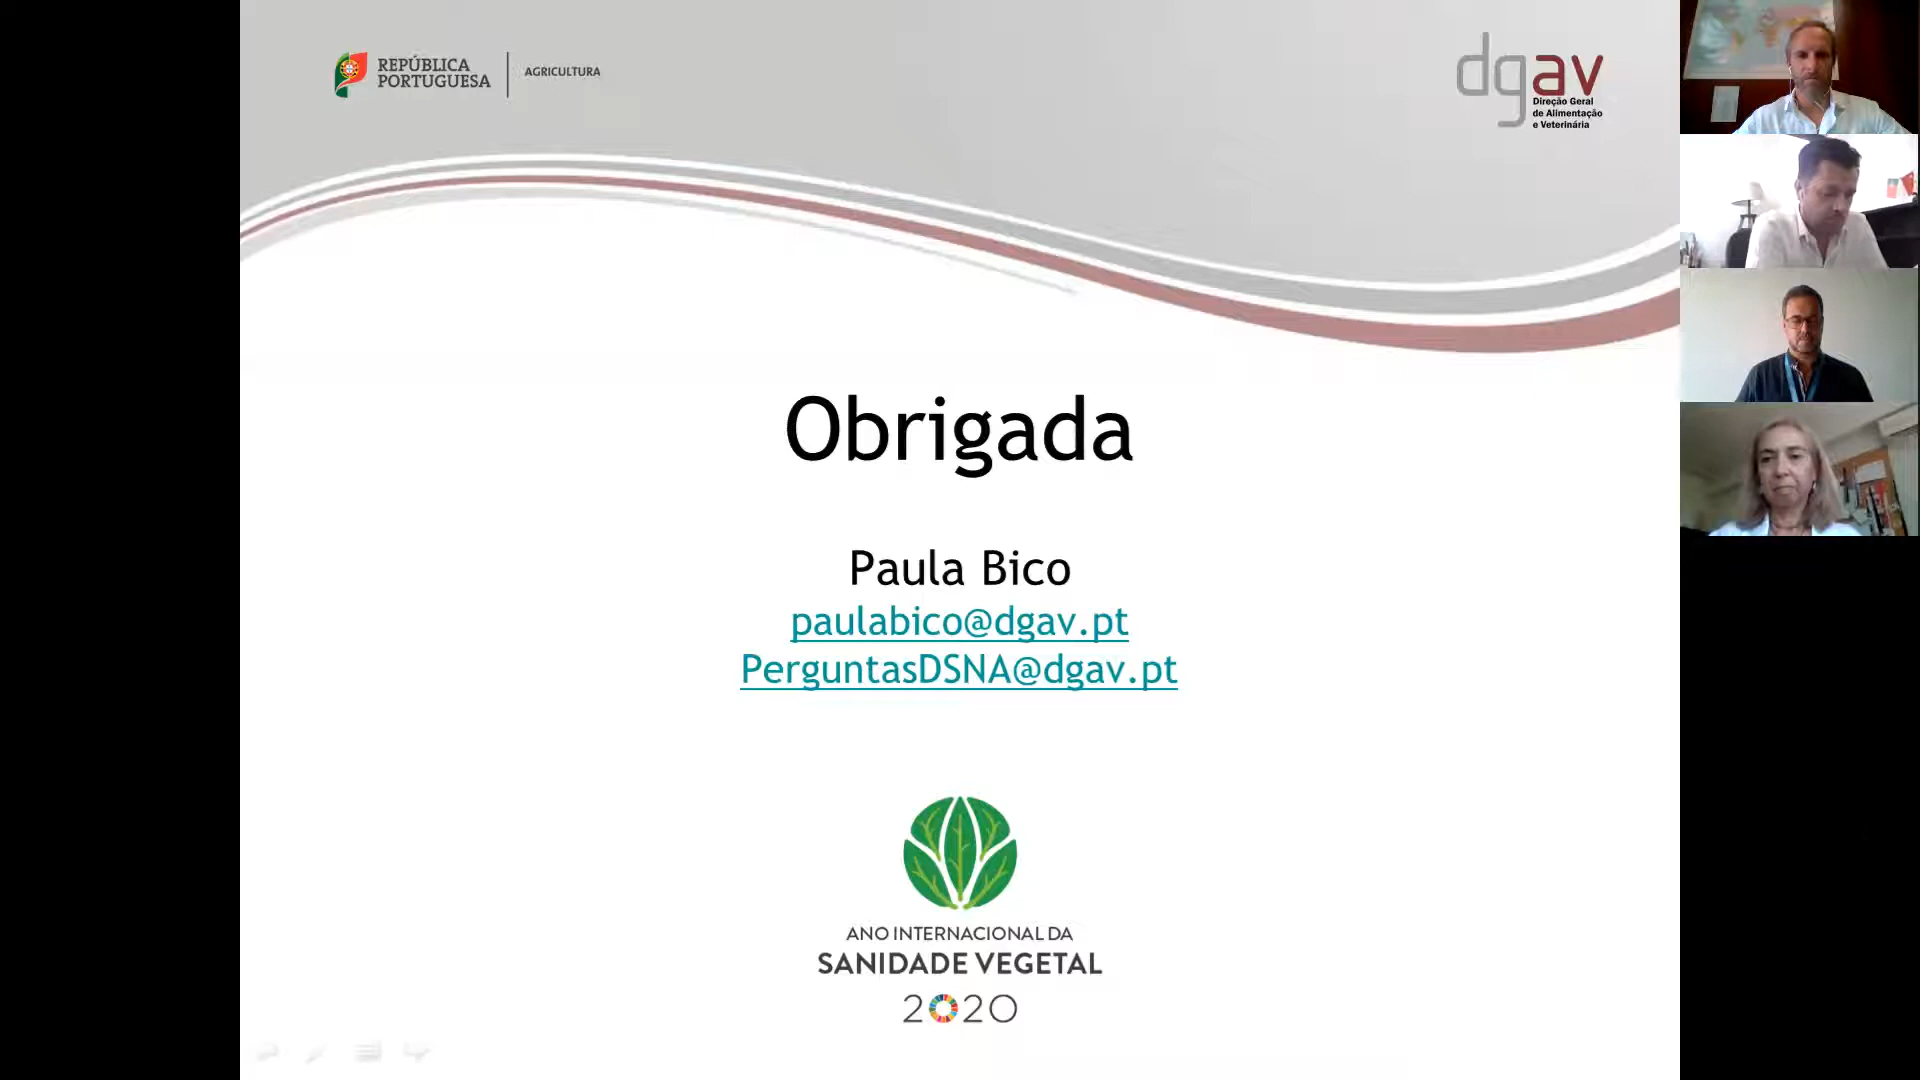 REPÚBLICA
PORTUGUESA
AGRICULTURA
dgav
Direção Geral
de Alimentação
e Veterinária
Obrigada
Paula Bico
paulabico@dgav.pt
PerguntasDSNA@dgav.pt
ANO INTERNACIONAL DA
SANIDADE VEGETAL
2020